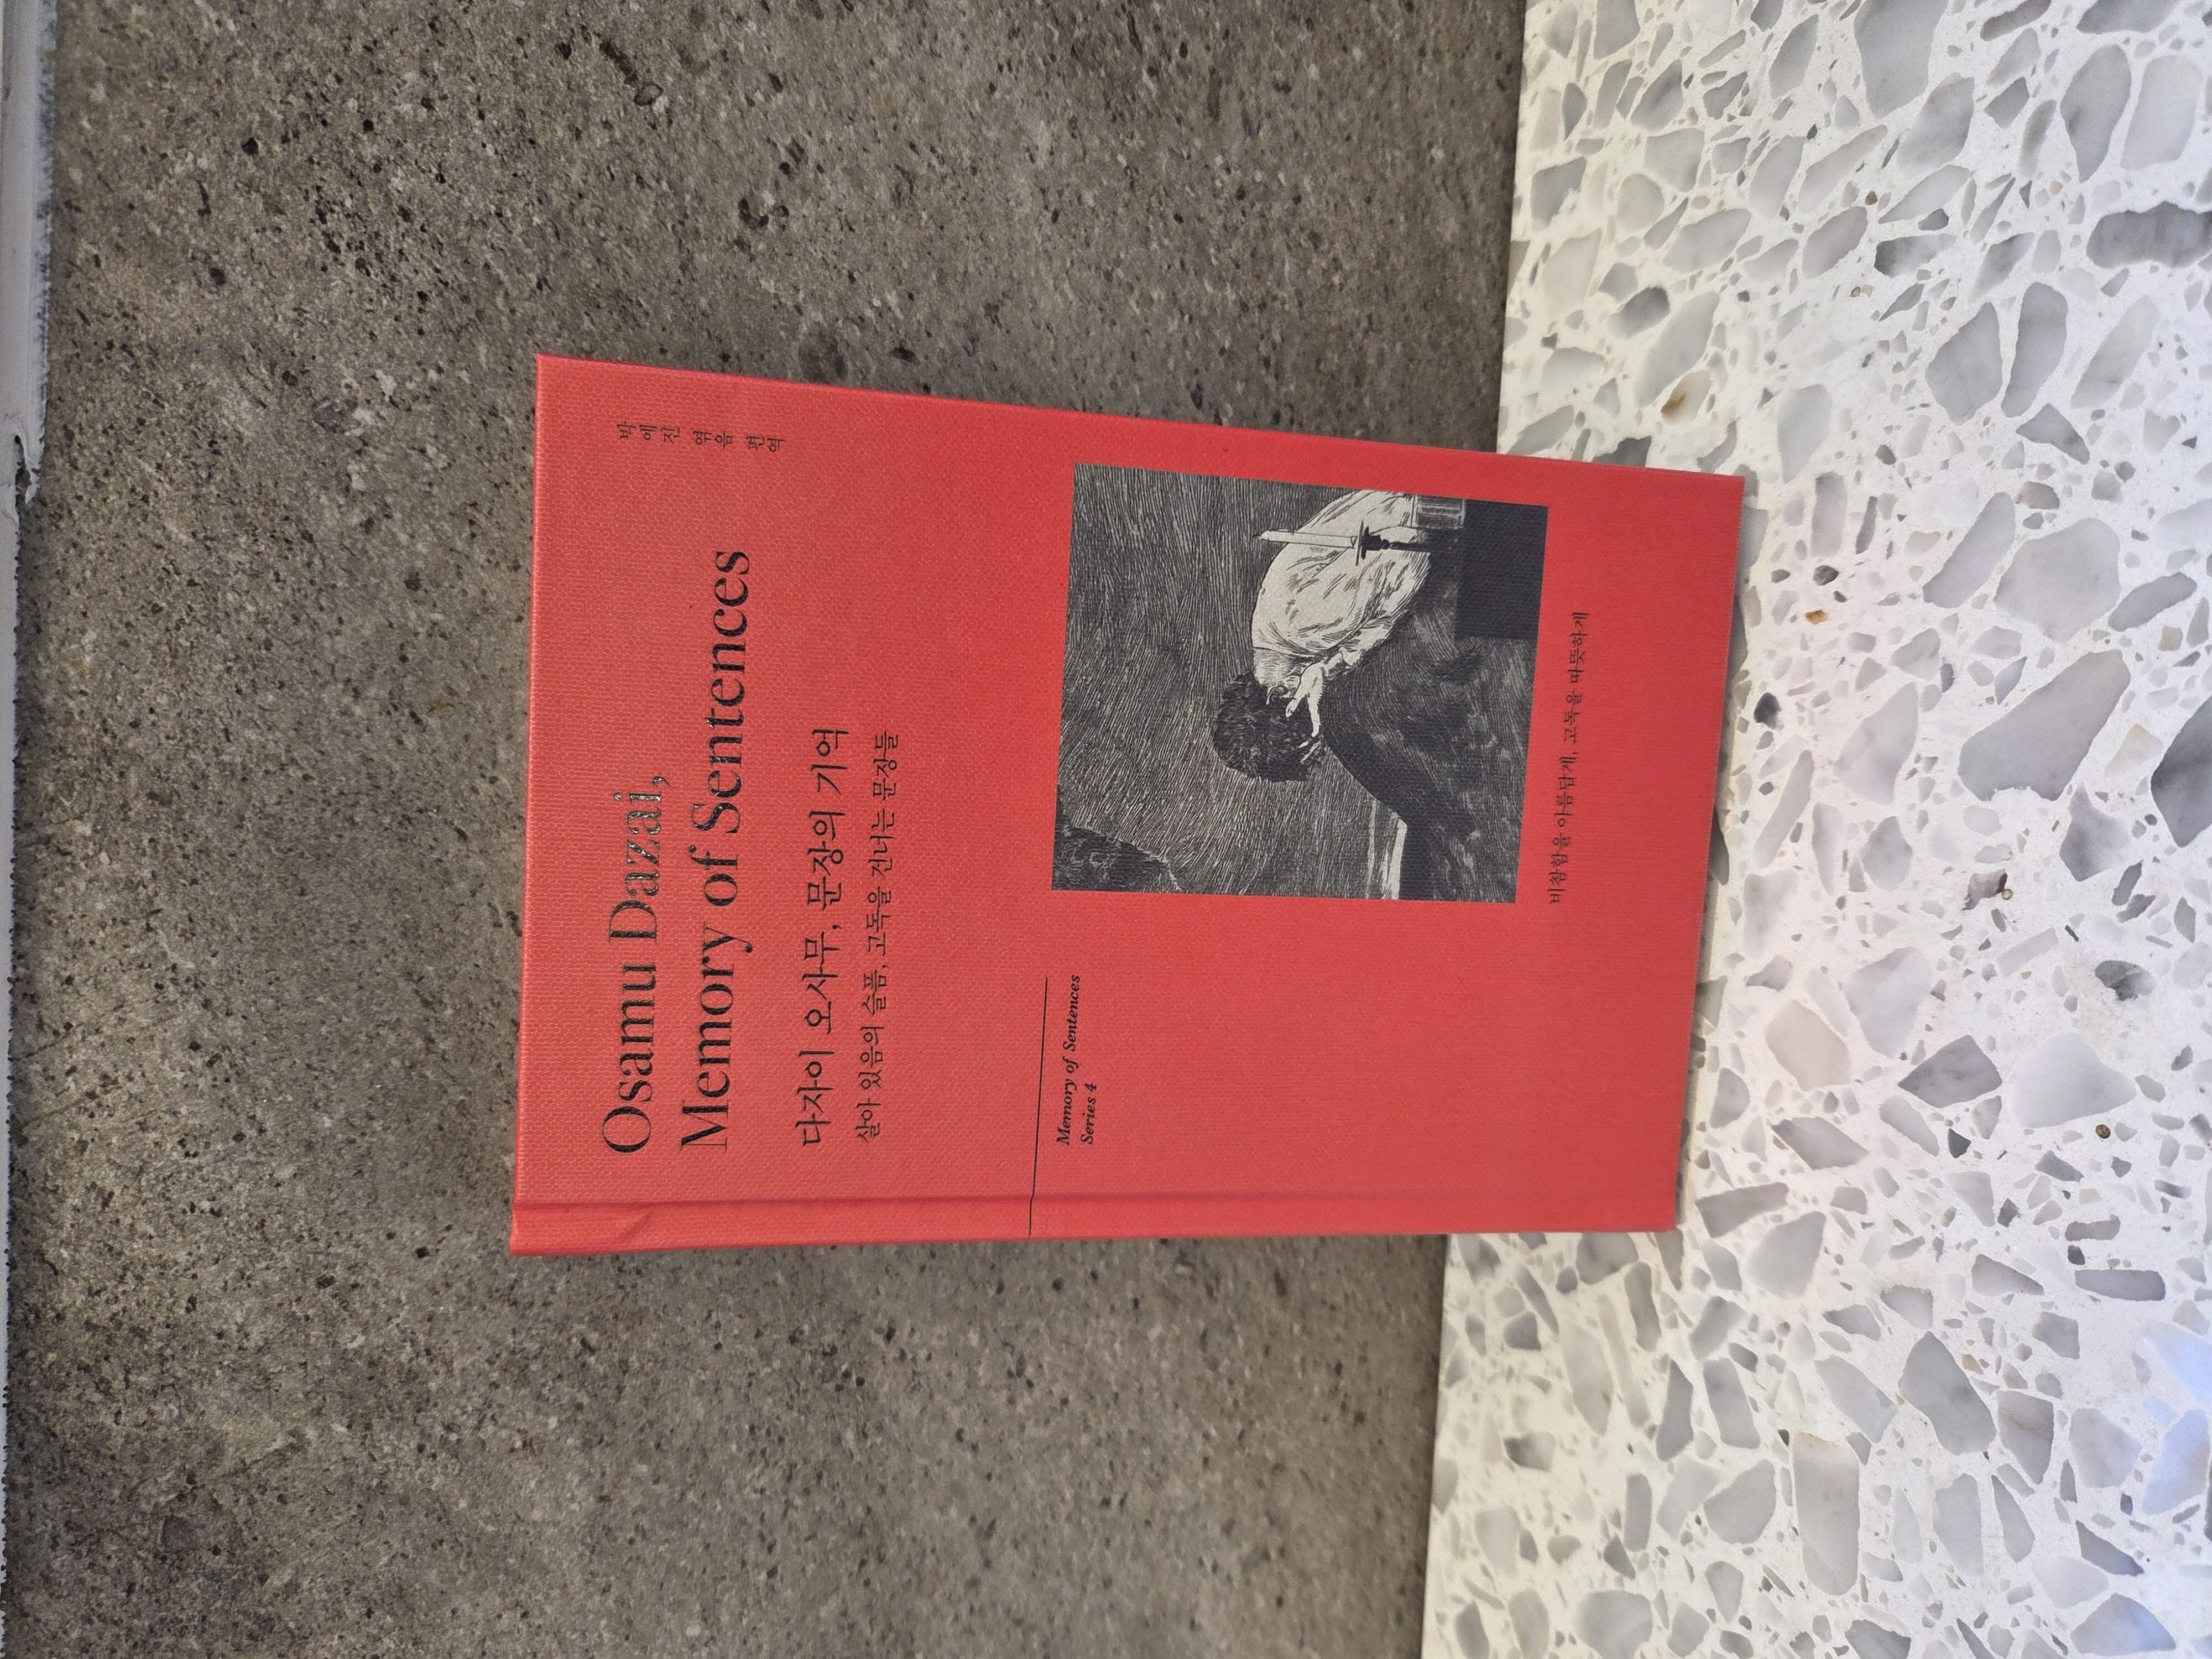 Osamu Dazai,
Memory of Sentences
다자이 오사무, 문장의 기억
살아 있음의 슬픔, 고독을 건너는 문장들
박예진 엮음 편역
Memory of Sentences
Series 4
비참함을 아름답게, 고독을 따뜻하게